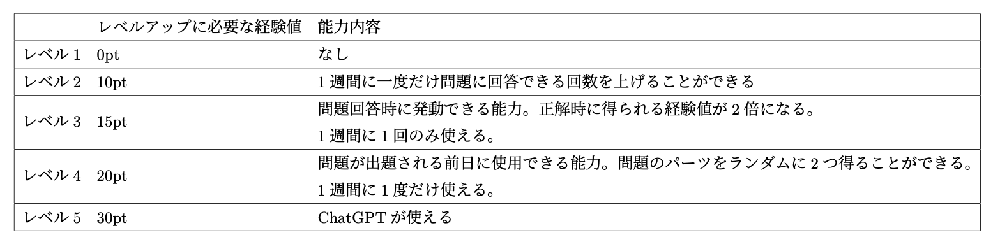 レベルアップに必要な経験値 能力内容
レベル 1 0pt なし
レベル 2 10pt 1 週間に一度だけ問題に回答できる回数を上げることができる
レベル 3 15pt 問題回答時に発動できる能力。正解時に得られる経験値が 2 倍になる。
1 週間に 1 回のみ使える。
レベル 4 20pt 問題が出題される前日に使用できる能力。問題のパーツをランダムに 2 つ得ることができる。
1 週間に 1 度だけ使える。
レベル 5 30pt ChatGPT が使える